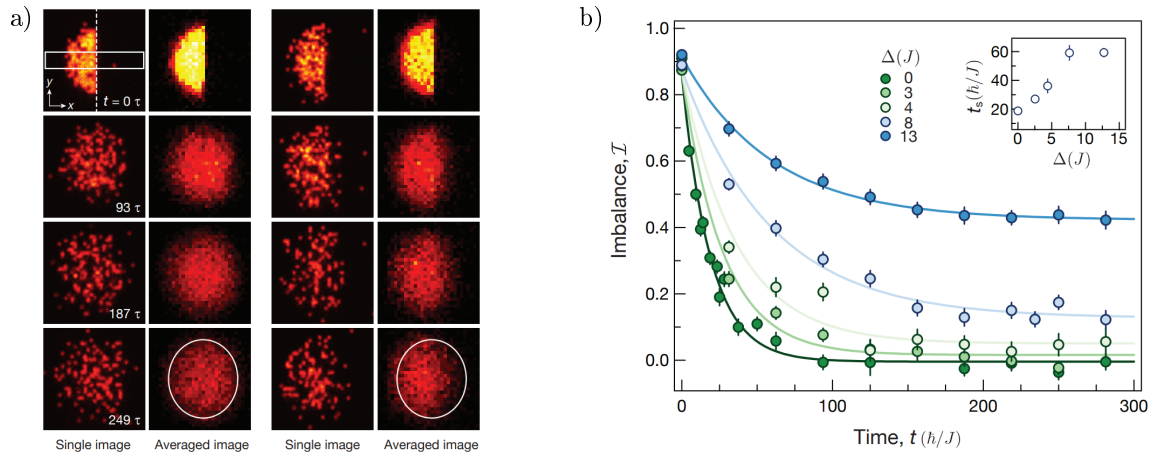 a)
y
x
t = 0 τ
93 τ
187 τ
249 τ
Single image
Averaged image
Single image
Averaged image
b)
Imbalance, ℐ
1.0
0.8
0.6
0.4
0.2
0.0
0
100
200
300
Time, t (ħ/J)
Δ(J)
0
3
4
8
13
tₛ(ħ/J)
60
40
20
0
5
10
15
Δ(J)